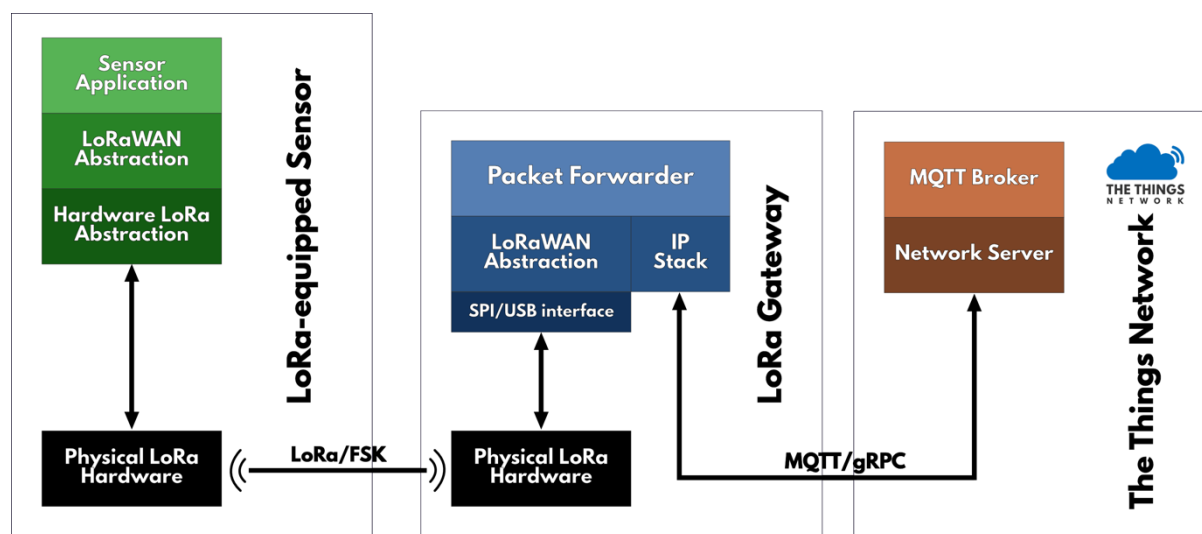 Sensor
Application
LoRaWAN
Abstraction
Hardware LoRa
Abstraction
Physical LoRa
Hardware
LoRa-equipped Sensor
LoRa/FSK
Packet Forwarder
LoRaWAN
Abstraction
IP
Stack
SPI/USB interface
Physical LoRa
Hardware
LoRa Gateway
MQTT/gRPC
MQTT Broker
Network Server
THE THINGS
NETWORK
The Things Network